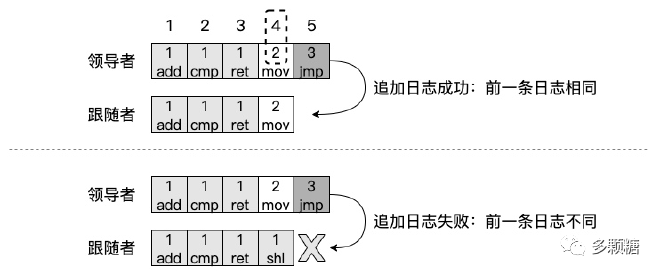 1 2 3 4 5
领导者
1 1 1 2 3
add cmp ret mov jmp
追加日志成功：前一条日志相同
跟随者
1 1 1 2
add cmp ret mov
领导者
1 1 1 2 3
add cmp ret mov jmp
追加日志失败：前一条日志不同
跟随者
1 1 1 1
add cmp ret shl
X
多颗糖